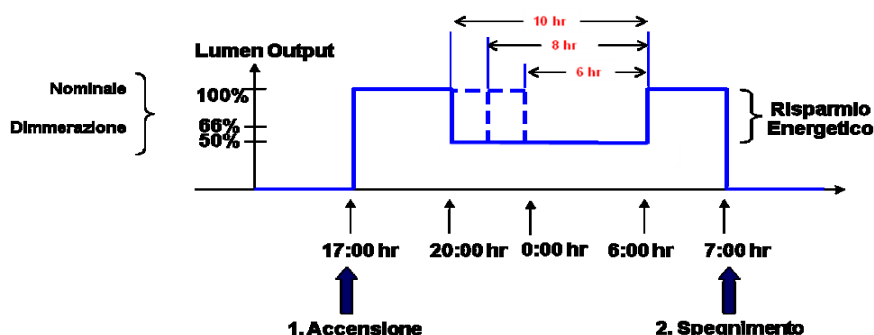 10 hr
8 hr
6 hr
Lumen Output
Nominale
100%
Dimmerazione
66%
50%
Risparmio
Energetico
17:00 hr
20:00 hr
0:00 hr
6:00 hr
7:00 hr
1. Accensione
2. Spegnimento